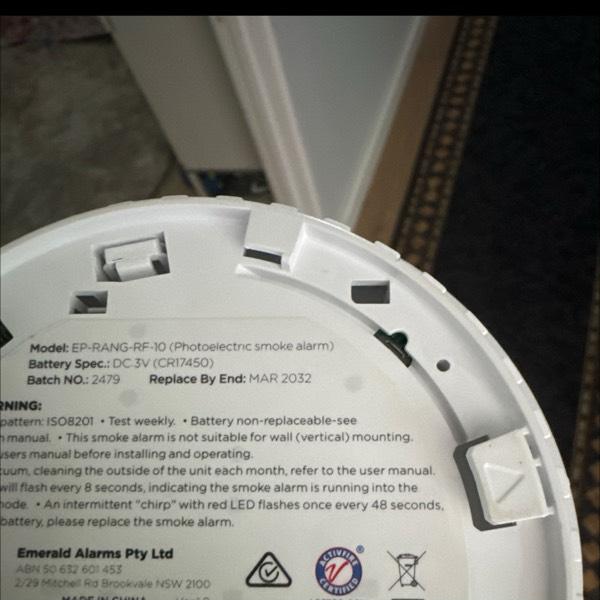 Model: EP-RANG-RF-10 (Photoelectric smoke alarm)
Battery Spec.: DC 3V (CR17450)
Batch NO.: 2479 Replace By End: MAR 2032
RNING:
pattern: ISO8201 • Test weekly. • Battery non-replaceable-see
manual. • This smoke alarm is not suitable for wall (vertical) mounting.
users manual before installing and operating.
cuum, cleaning the outside of the unit each month, refer to the user manual.
will flash every 8 seconds, indicating the smoke alarm is running into the
mode. • An intermittent "chirp" with red LED flashes once every 48 seconds,
battery, please replace the smoke alarm.
Emerald Alarms Pty Ltd
ABN 50 632 601 453
2/29 Mitchell Rd Brookvale NSW 2100
MADE IN CHINA
ACTIVFIRE
CERTIFIED